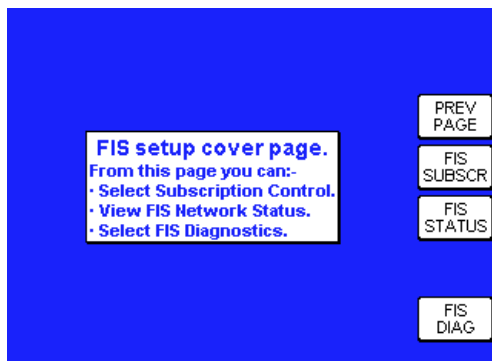 FIS setup cover page.
From this page you can:-
· Select Subscription Control.
· View FIS Network Status.
· Select FIS Diagnostics.
PREV
PAGE
FIS
SUBSCR
FIS
STATUS
FIS
DIAG